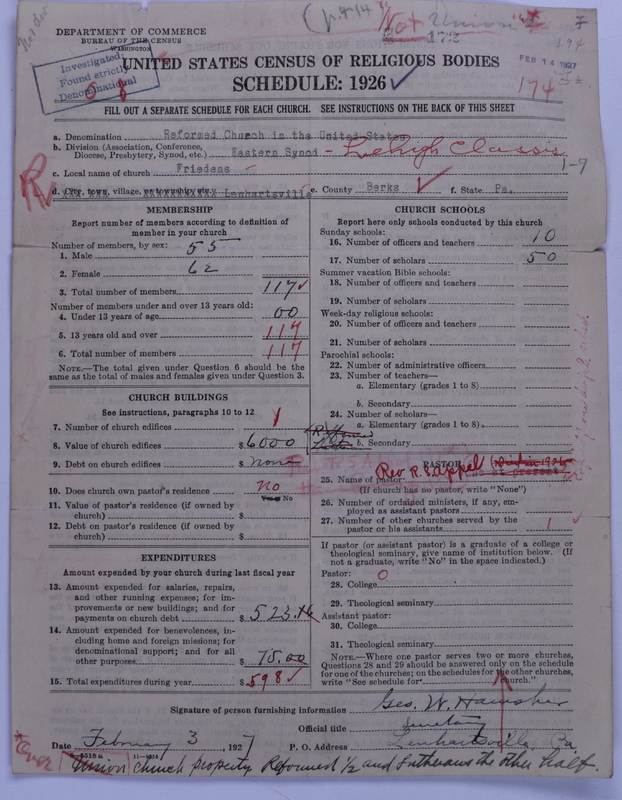 (p.474) Not Union
DEPARTMENT OF COMMERCE
BUREAU OF THE CENSUS
WASHINGTON
172
FEB 14 1927
174
Investigated
Found strictly
Denominational
UNITED STATES CENSUS OF RELIGIOUS BODIES
SCHEDULE: 1926
FILL OUT A SEPARATE SCHEDULE FOR EACH CHURCH. SEE INSTRUCTIONS ON THE BACK OF THIS SHEET
a. Denomination Reformed Church in the United States
b. Division (Association, Conference, Diocese, Presbytery, Synod, etc.) Eastern Synod - Lehigh Classis
1-7
c. Local name of church Friedens
d. City, town, village, or township, etc. Lenhartsville e. County Berks f. State Pa.
MEMBERSHIP
Report number of members according to definition of
member in your church
Number of members, by sex:
1. Male 55
2. Female 62
3. Total number of members 117
Number of members under and over 13 years old:
4. Under 13 years of age 00
5. 13 years old and over 117
6. Total number of members 117
NOTE.—The total given under Question 6 should be
same as the total of males and females given under Question 3.
CHURCH BUILDINGS
See instructions, paragraphs 10 to 12
7. Number of church edifices 1
8. Value of church edifices $ 6000
9. Debt on church edifices $ None
10. Does church own pastor's residence no
Yes or No
11. Value of pastor's residence (if owned by
church) $
12. Debt on pastor's residence (if owned by
church) $
EXPENDITURES
Amount expended by your church during last fiscal year
13. Amount expended for salaries, repairs,
and other running expenses; for im-
provements or new buildings; and for
payments on church debt $ 523.16
14. Amount expended for benevolences, in-
cluding home and foreign missions; for
denominational support; and for all
other purposes $ 75.00
15. Total expenditures during year $ 598
CHURCH SCHOOLS
Report here only schools conducted by this church
Sunday schools:
16. Number of officers and teachers 10
17. Number of scholars 50
Summer vacation Bible schools:
18. Number of officers and teachers
19. Number of scholars
Week-day religious schools:
20. Number of officers and teachers
21. Number of scholars
Parochial schools:
22. Number of administrative officers
23. Number of teachers—
a. Elementary (grades 1 to 8)
b. Secondary
24. Number of scholars—
a. Elementary (grades 1 to 8)
b. Secondary
PASTOR
25. Name of pastor Rev R. S. Appel (Died in 1926
(If church has no pastor, write "None")
26. Number of ordained ministers, if any, em-
ployed as assistant pastors
27. Number of other churches served by the
pastor or his assistants 1
If pastor (or assistant pastor) is a graduate of a college or
theological seminary, give name of institution below. (If
not a graduate, write "No" in the space indicated.)
Pastor: 0
28. College
29. Theological seminary
Assistant pastor:
30. College
31. Theological seminary
NOTE.—Where one pastor serves two or more churches,
Questions 28 and 29 should be answered only on the schedule
for one of the churches; on the schedules for the other churches,
write "See schedule for church."
Signature of person furnishing information Geo. W. Hamsher
Official title Secretary
Date February 3, 1927 P. O. Address Lenhartsville, Pa.
Over Union church property Reformed 1/2 and Lutherans the other half.